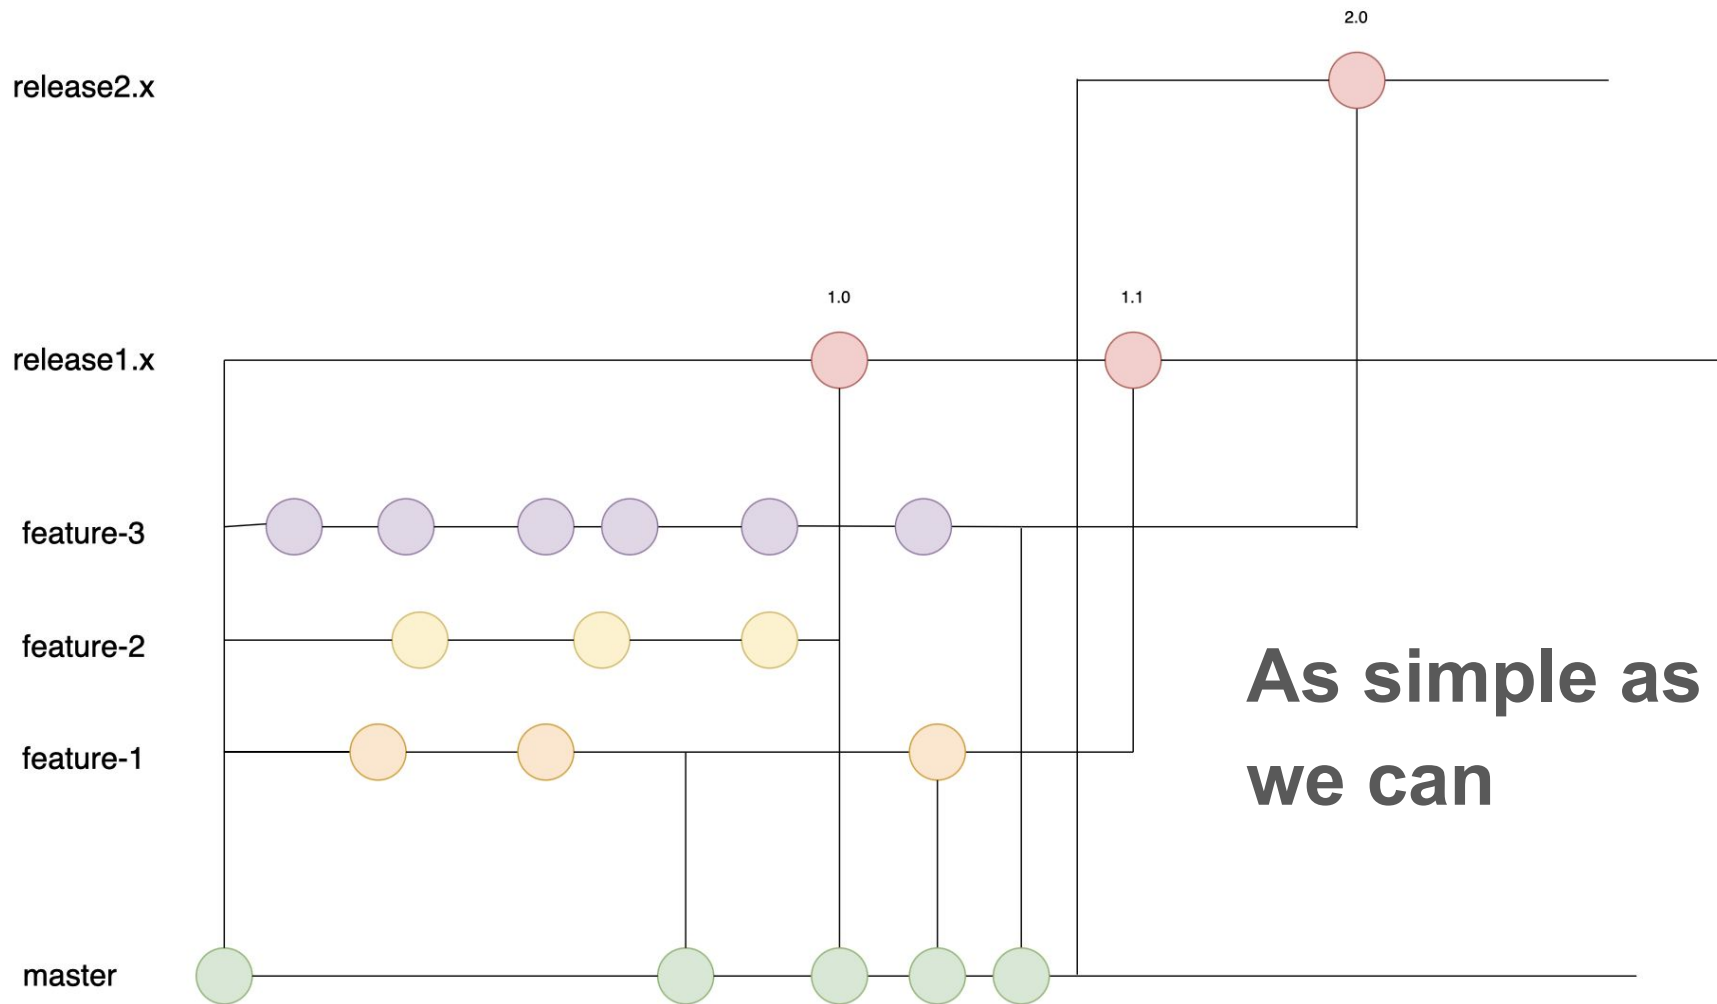 2.0
release2.x
1.0
1.1
release1.x
feature-3
feature-2
As simple as
we can
feature-1
master